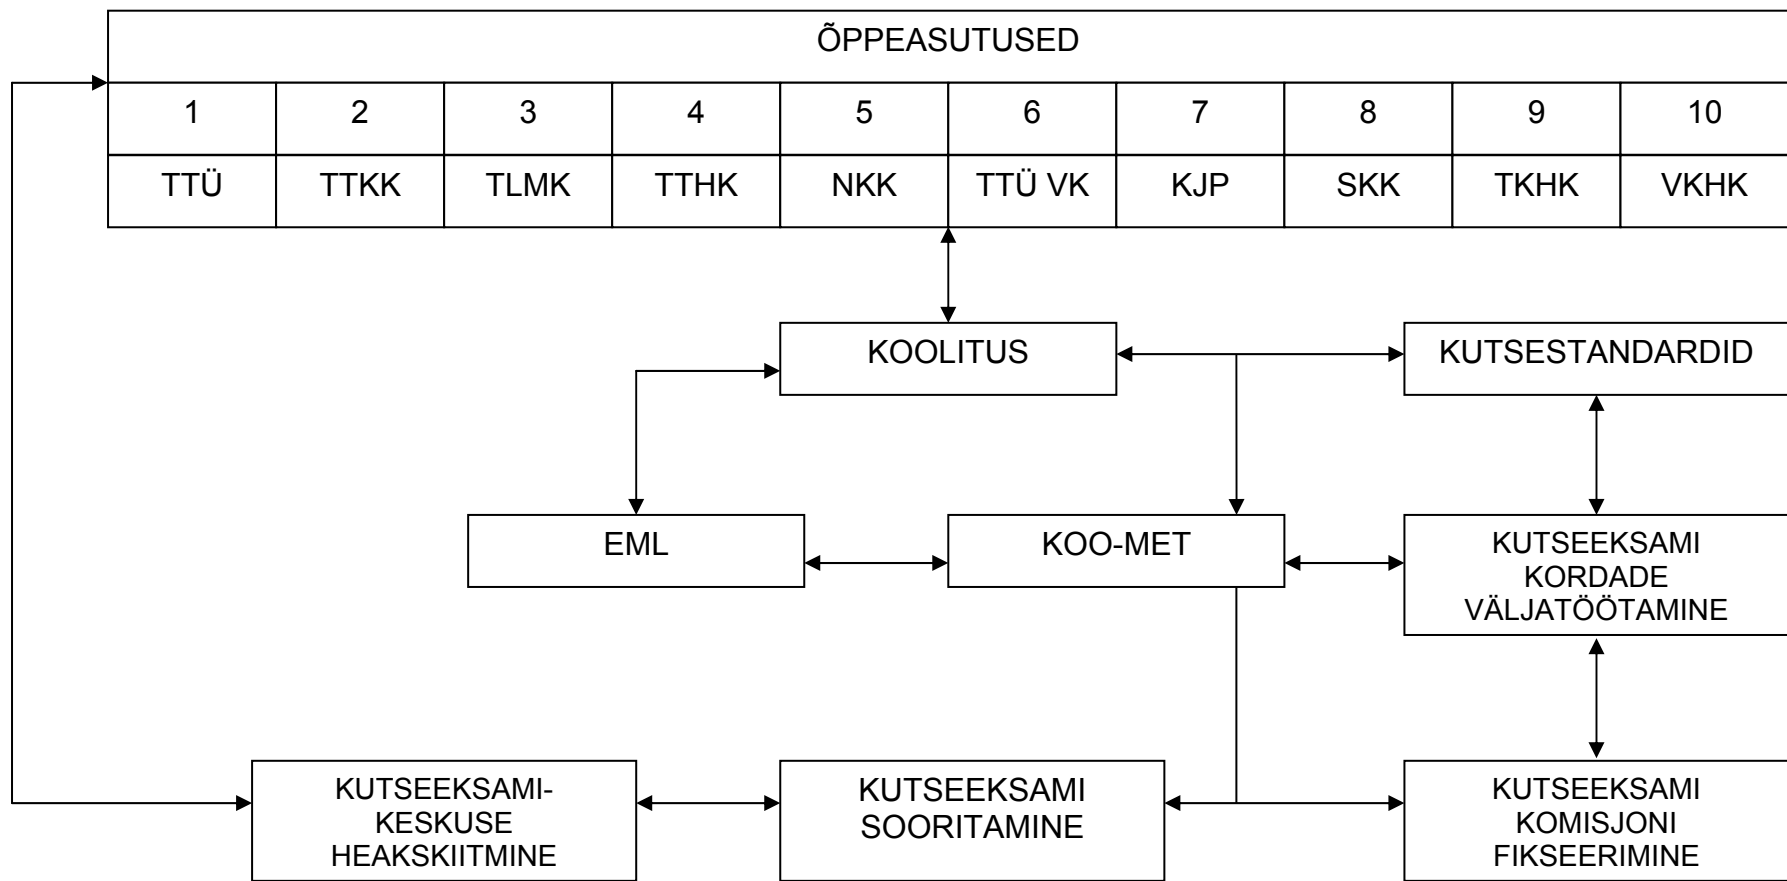 ÕPPEASUTUSED
1 2 3 4 5 6 7 8 9 10
TTÜ TTKK TLMK TTHK NKK TTÜ VK KJP SKK TKHK VKHK
KOOLITUS
KUTSESTANDARDID
EML
KOO-MET
KUTSEEKSAMI
KORDADE
VÄLJATÖÖTAMINE
KUTSEEKSAMI-
KESKUSE
HEAKSKIITMINE
KUTSEEKSAMI
SOORITAMINE
KUTSEEKSAMI
KOMISJONI
FIKSEERIMINE